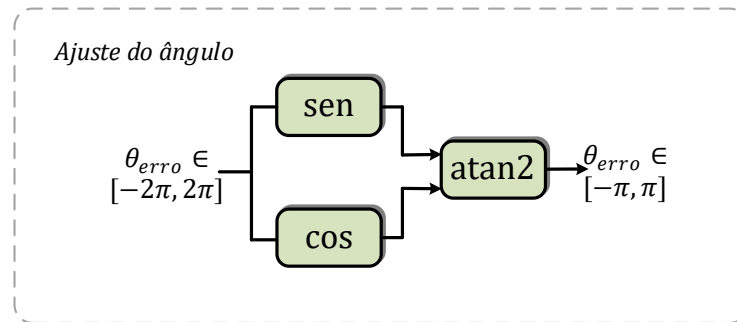 Ajuste do ângulo
sen
θ_erro ∈
[−2π, 2π]
atan2
θ_erro ∈
[−π, π]
cos